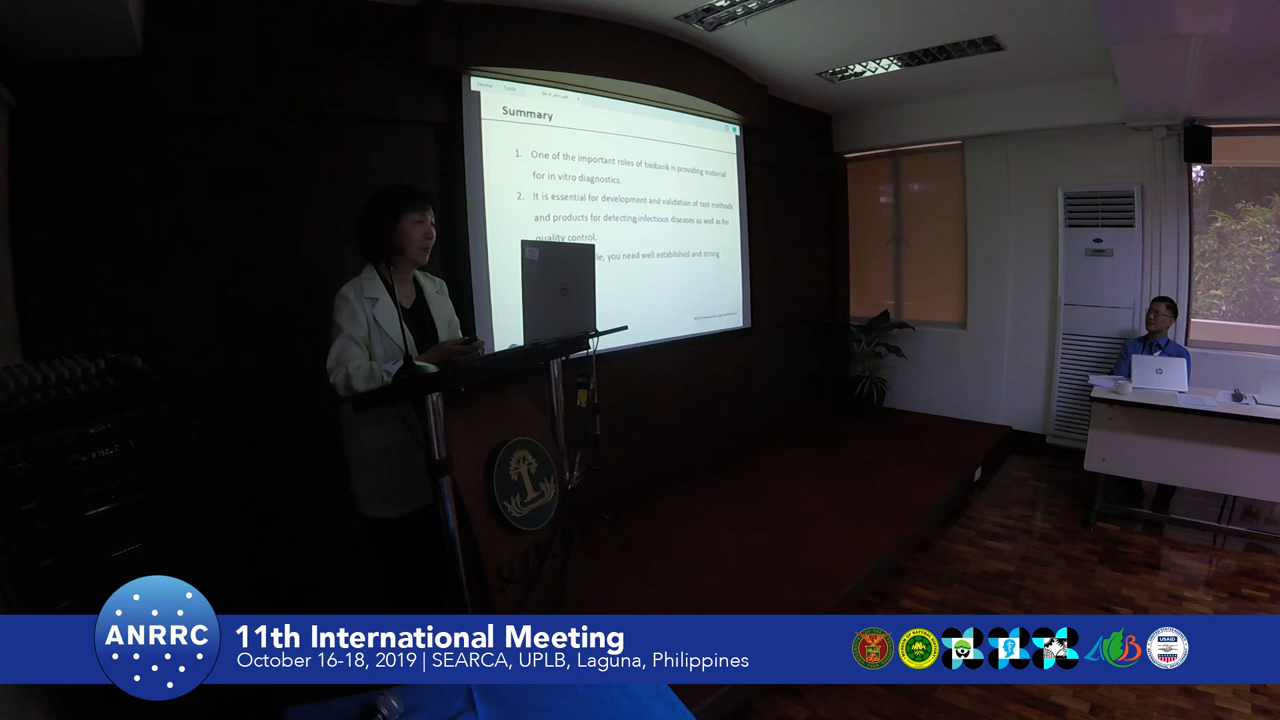 Home Tools
Summary
1. One of the important roles of biobank is providing material
for in vitro diagnostics.
2. It is essential for development and validation of test methods
and products for detecting infectious diseases as well as for
quality control.
you need well established and strong
ANRRC
11th International Meeting
October 16-18, 2019 | SEARCA, UPLB, Laguna, Philippines
USAID